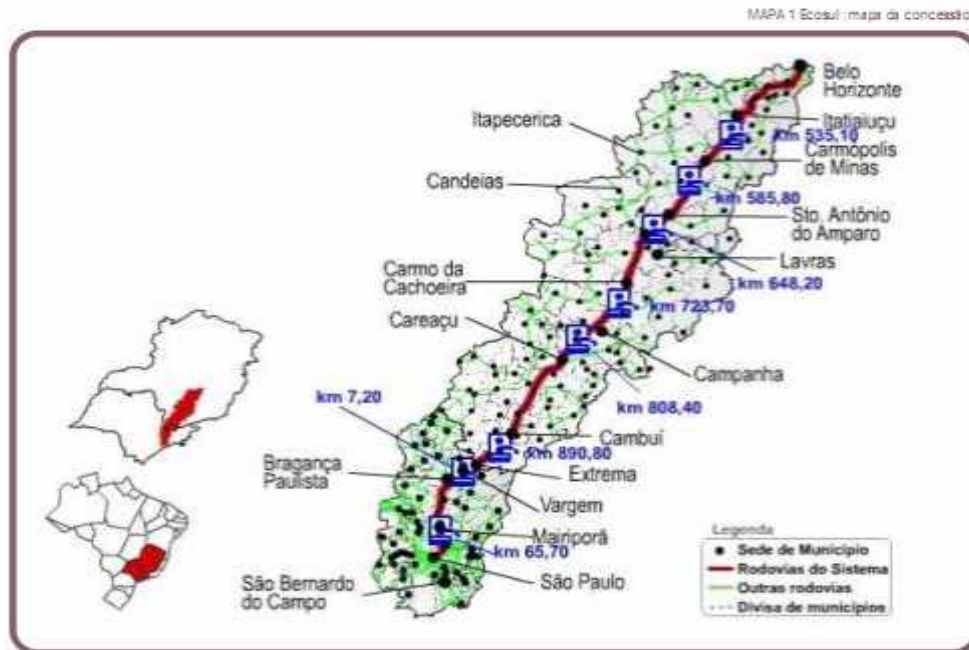 MAPA 1 Ecosul : mapa da concessão
Belo
Horizonte
Itatiaiuçu
Itapecerica
km 535,10
Carmópolis
de Minas
Candeias
km 585,80
Sto. Antônio
do Amparo
Lavras
Carmo da
Cachoeira
km 648,20
km 723,70
Careaçu
Campanha
km 7,20
km 808,40
Cambuí
km 890,80
Bragança
Paulista
Extrema
Vargem
Mairiporã
km 65,70
São Paulo
São Bernardo
do Campo
Legenda
Sede de Município
Rodovias do Sistema
Outras rodovias
Divisa de municípios